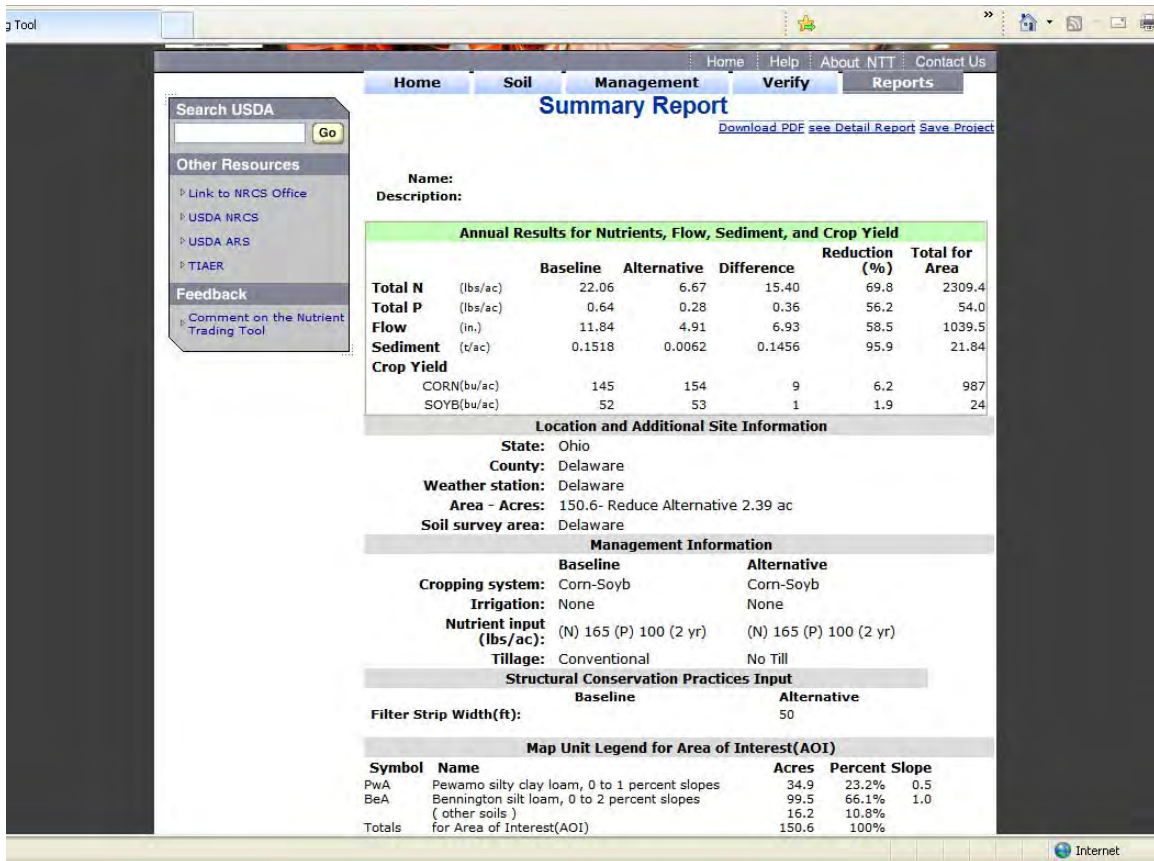 g Tool
»
Home Help About NTT Contact Us
Home Soil Management Verify Reports
Search USDA
Go
Other Resources
Link to NRCS Office
USDA NRCS
USDA ARS
TIAER
Feedback
Comment on the Nutrient
Trading Tool
Summary Report
Download PDF see Detail Report Save Project
Name:
Description:
Annual Results for Nutrients, Flow, Sediment, and Crop Yield
Baseline Alternative Difference Reduction (%) Total for Area
Total N (lbs/ac) 22.06 6.67 15.40 69.8 2309.4
Total P (lbs/ac) 0.64 0.28 0.36 56.2 54.0
Flow (in.) 11.84 4.91 6.93 58.5 1039.5
Sediment (t/ac) 0.1518 0.0062 0.1456 95.9 21.84
Crop Yield
CORN(bu/ac) 145 154 9 6.2 987
SOYB(bu/ac) 52 53 1 1.9 24
Location and Additional Site Information
State: Ohio
County: Delaware
Weather station: Delaware
Area - Acres: 150.6- Reduce Alternative 2.39 ac
Soil survey area: Delaware
Management Information
Baseline Alternative
Cropping system: Corn-Soyb Corn-Soyb
Irrigation: None None
Nutrient input (lbs/ac): (N) 165 (P) 100 (2 yr) (N) 165 (P) 100 (2 yr)
Tillage: Conventional No Till
Structural Conservation Practices Input
Baseline Alternative
Filter Strip Width(ft): 50
Map Unit Legend for Area of Interest(AOI)
Symbol Name Acres Percent Slope
PwA Pewamo silty clay loam, 0 to 1 percent slopes 34.9 23.2% 0.5
BeA Bennington silt loam, 0 to 2 percent slopes 99.5 66.1% 1.0
( other soils ) 16.2 10.8%
Totals for Area of Interest(AOI) 150.6 100%
Internet